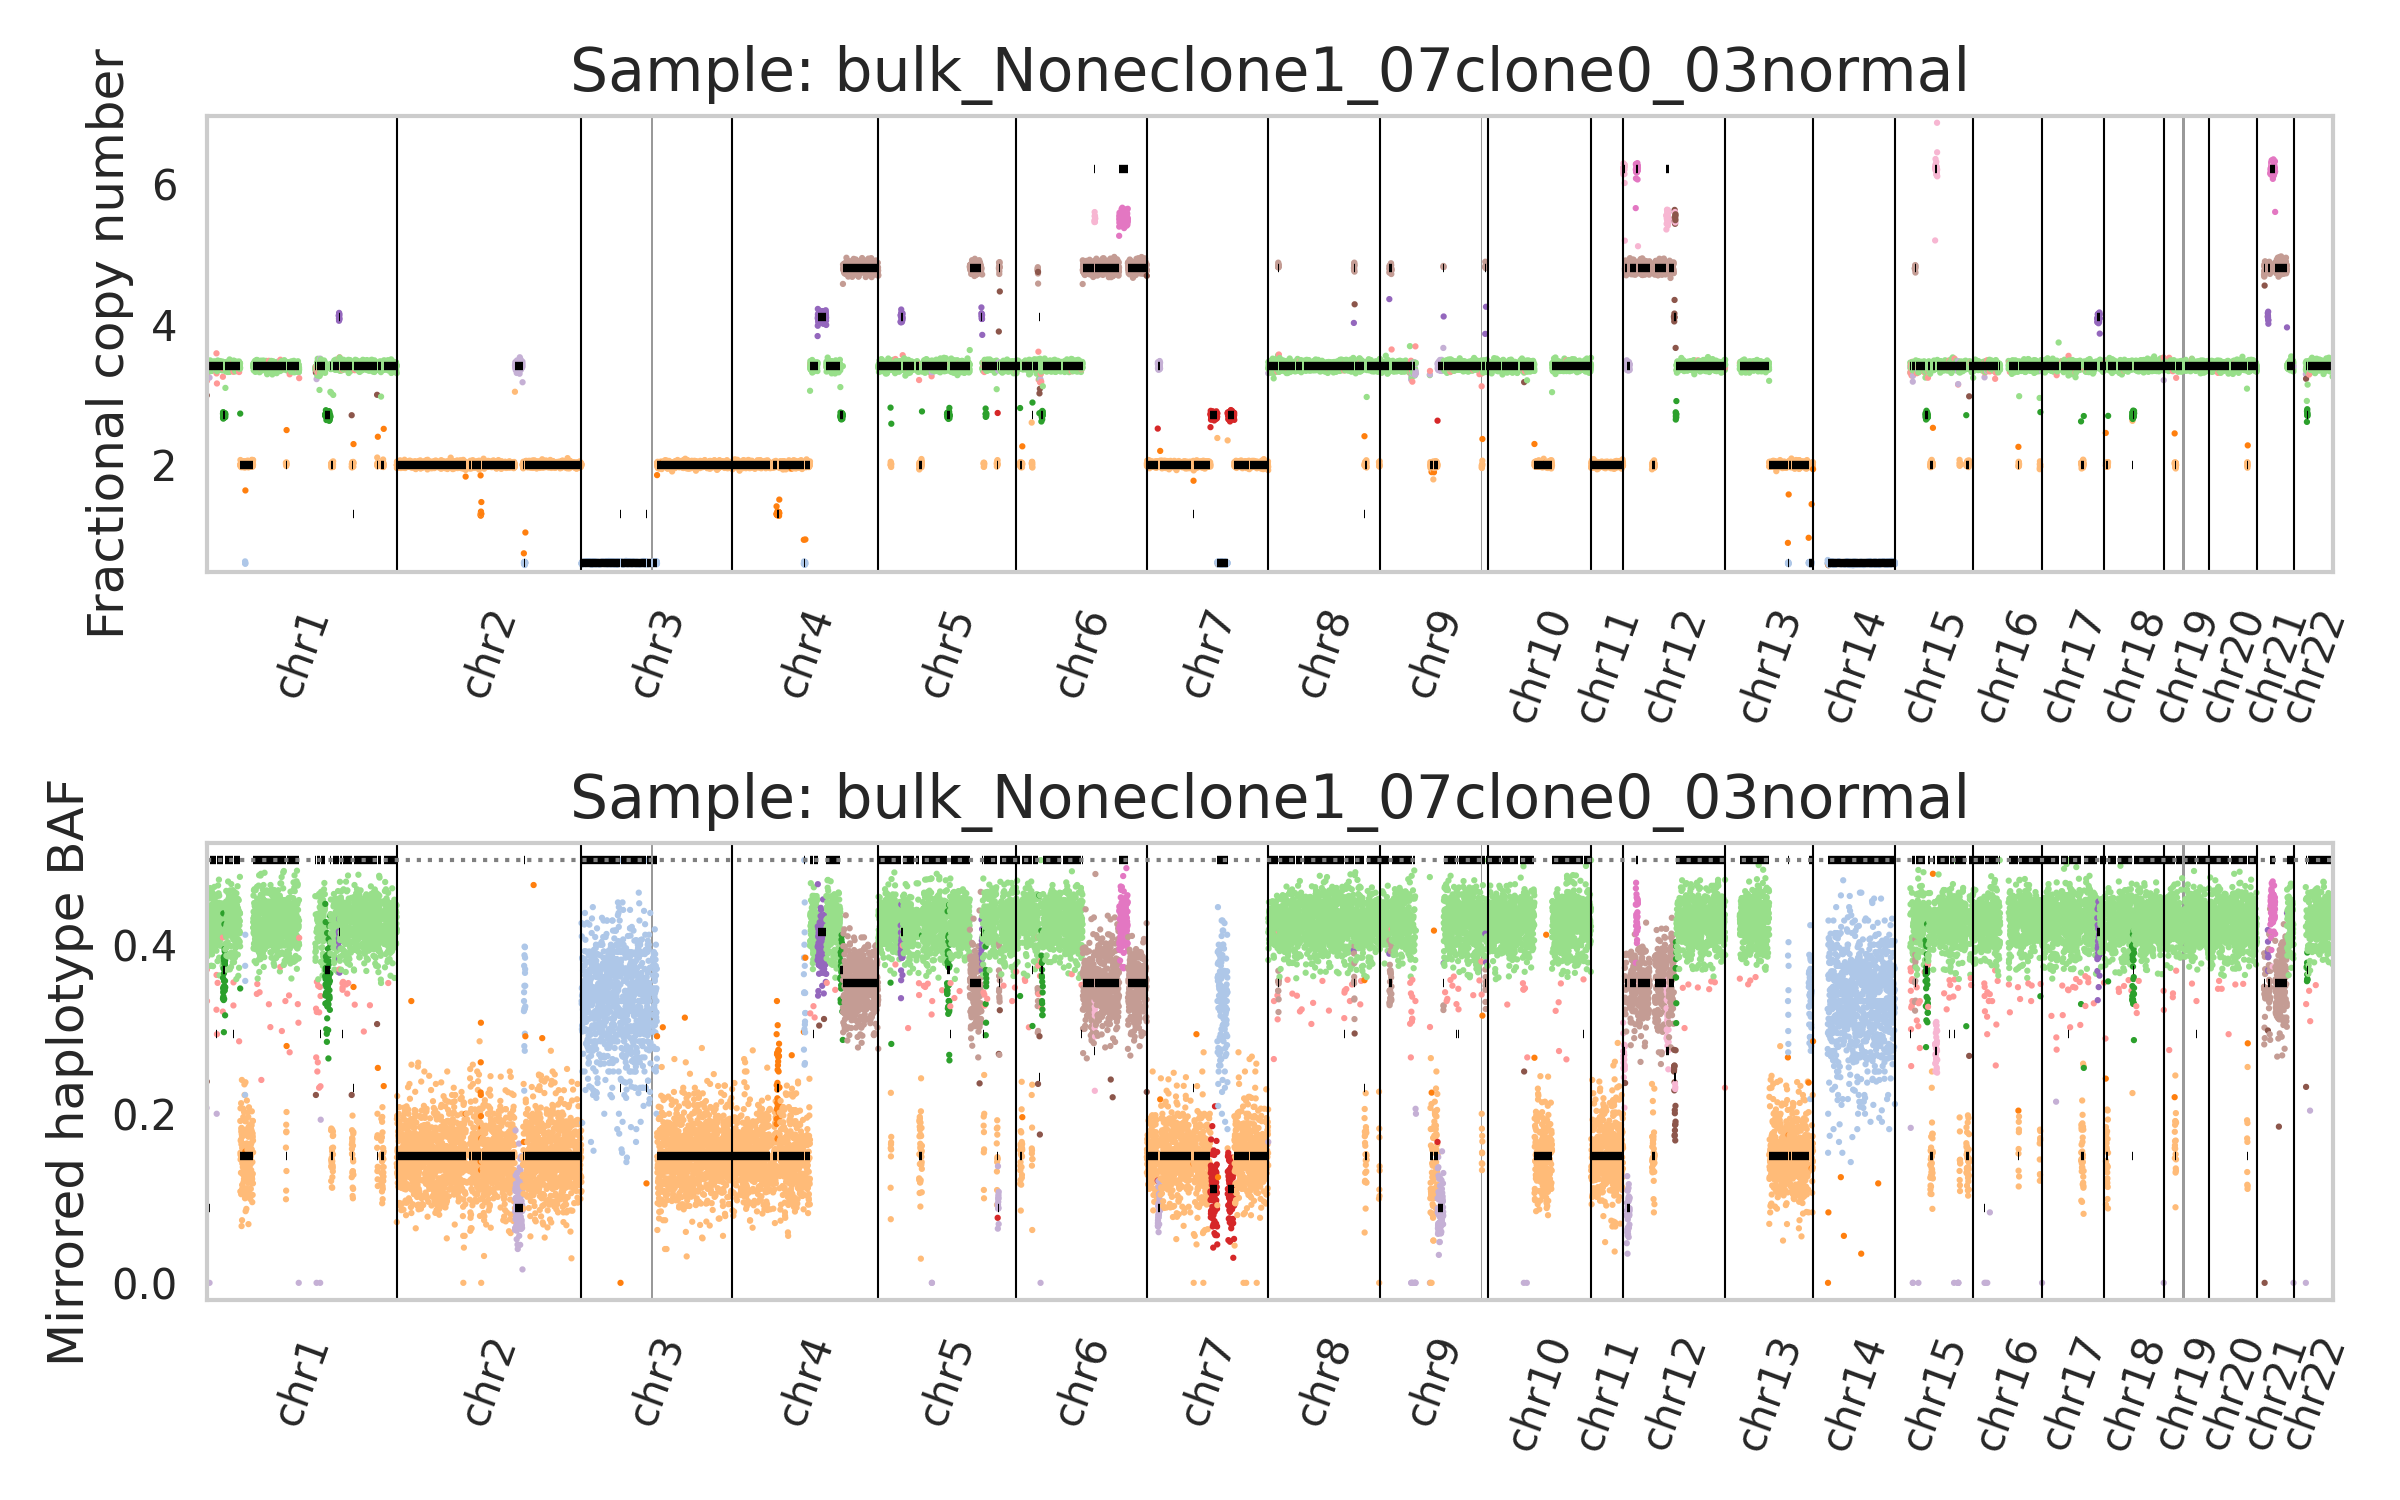 Sample: bulk_Noneclone1_07clone0_03normal
Fractional copy number
6
4
2
chr1 chr2 chr3 chr4 chr5 chr6 chr7 chr8 chr9 chr10 chr11 chr12 chr13 chr14 chr15 chr16 chr17 chr18 chr19 chr20 chr21 chr22
Sample: bulk_Noneclone1_07clone0_03normal
Mirrored haplotype BAF
0.4
0.2
0.0
chr1 chr2 chr3 chr4 chr5 chr6 chr7 chr8 chr9 chr10 chr11 chr12 chr13 chr14 chr15 chr16 chr17 chr18 chr19 chr20 chr21 chr22